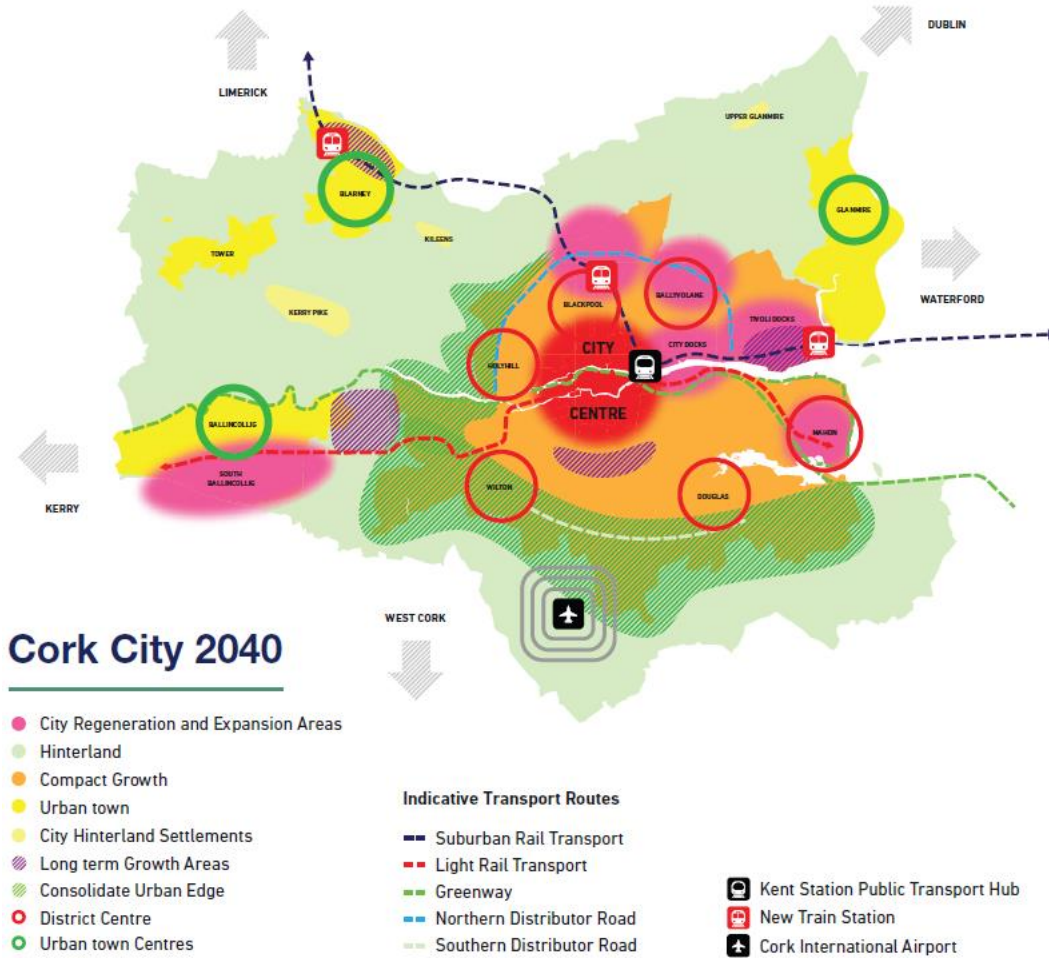 DUBLIN
LIMERICK
UPPER GLANMIRE
BLARNEY
GLANMIRE
TOWER
KILEENS
WATERFORD
KERRY PIKE
BLACKPOOL
BALLYVOLANE
TIVOLI DOCKS
CITY
CENTRE
CITY DOCKS
HOLYHILL
BALLINCOLLIG
MAHON
SOUTH
BALLINCOLLIG
WILTON
DOUGLAS
KERRY
WEST CORK
Cork City 2040
City Regeneration and Expansion Areas
Hinterland
Compact Growth
Urban town
City Hinterland Settlements
Long term Growth Areas
Consolidate Urban Edge
District Centre
Urban town Centres
Indicative Transport Routes
Suburban Rail Transport
Light Rail Transport
Greenway
Northern Distributor Road
Southern Distributor Road
Kent Station Public Transport Hub
New Train Station
Cork International Airport